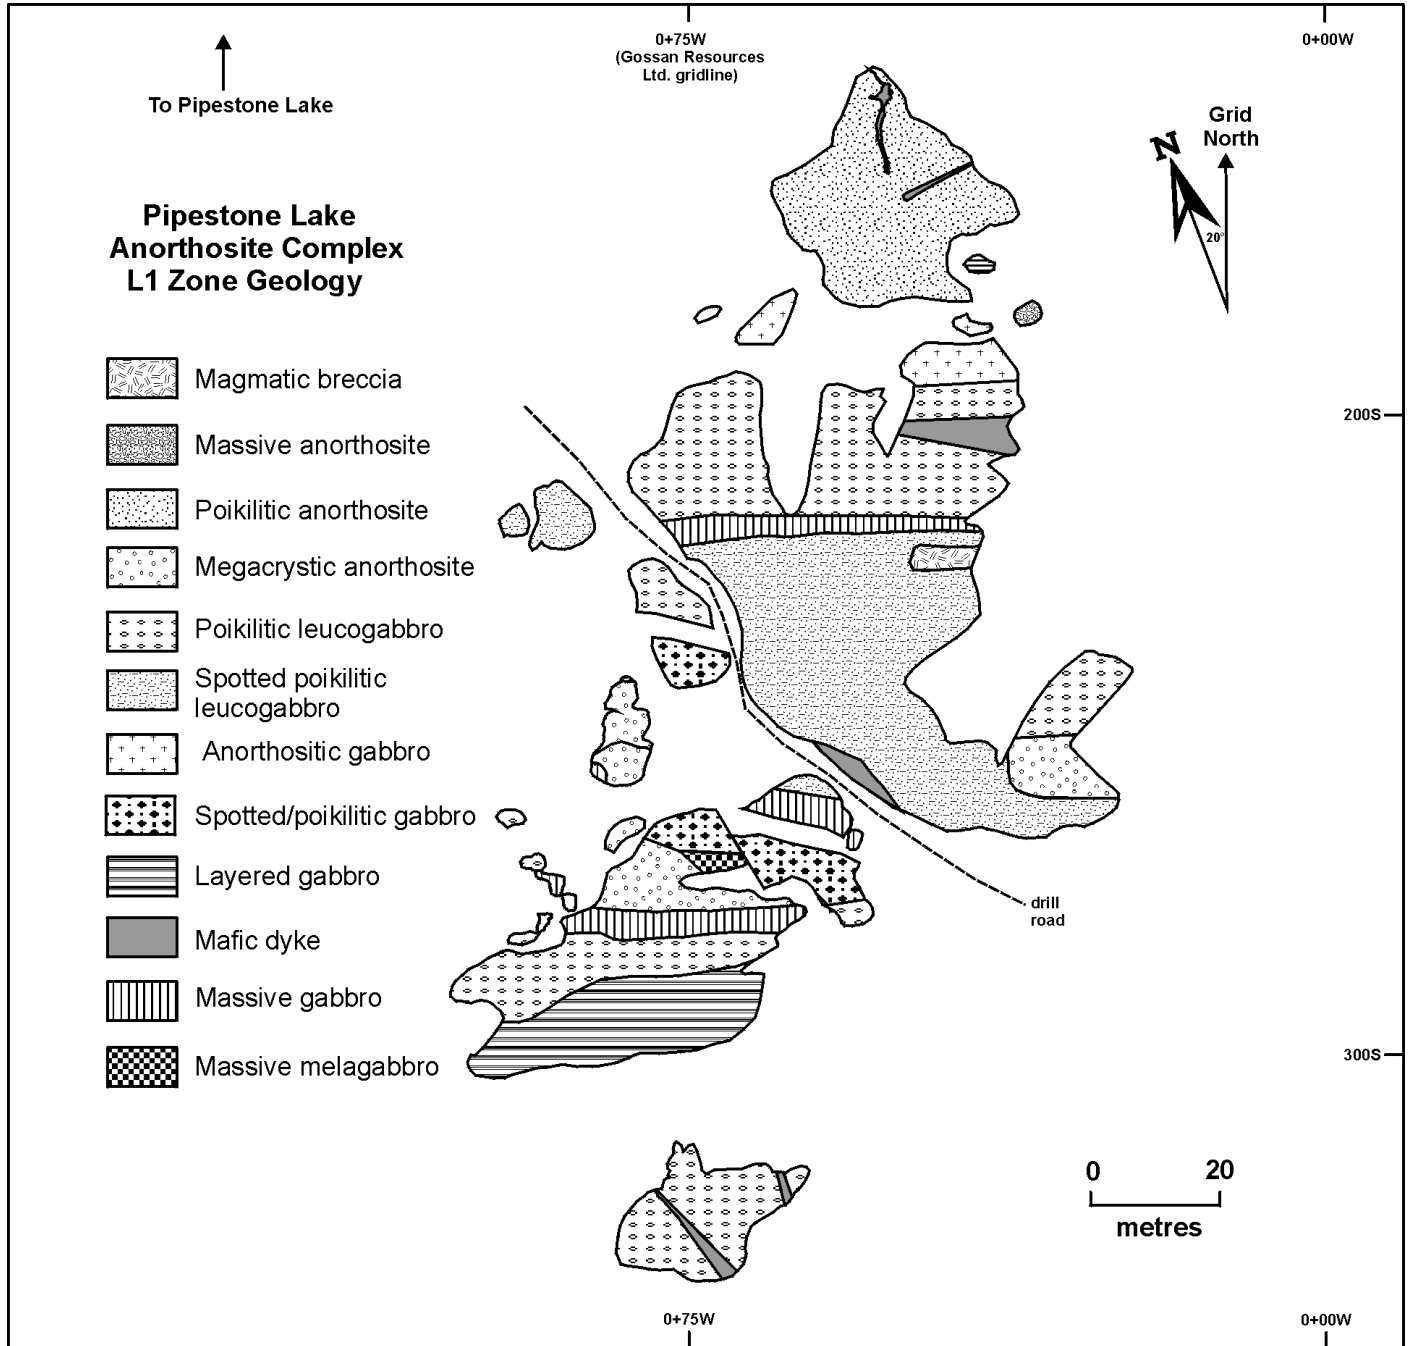 0+75W
(Gossan Resources
Ltd. gridline)
0+00W
To Pipestone Lake
Grid
North
N
20°
Pipestone Lake
Anorthosite Complex
L1 Zone Geology
Magmatic breccia
Massive anorthosite
Poikilitic anorthosite
Megacrystic anorthosite
Poikilitic leucogabbro
Spotted poikilitic
leucogabbro
Anorthositic gabbro
Spotted/poikilitic gabbro
Layered gabbro
Mafic dyke
Massive gabbro
Massive melagabbro
200S
drill
road
300S
0 20
metres
0+75W
0+00W